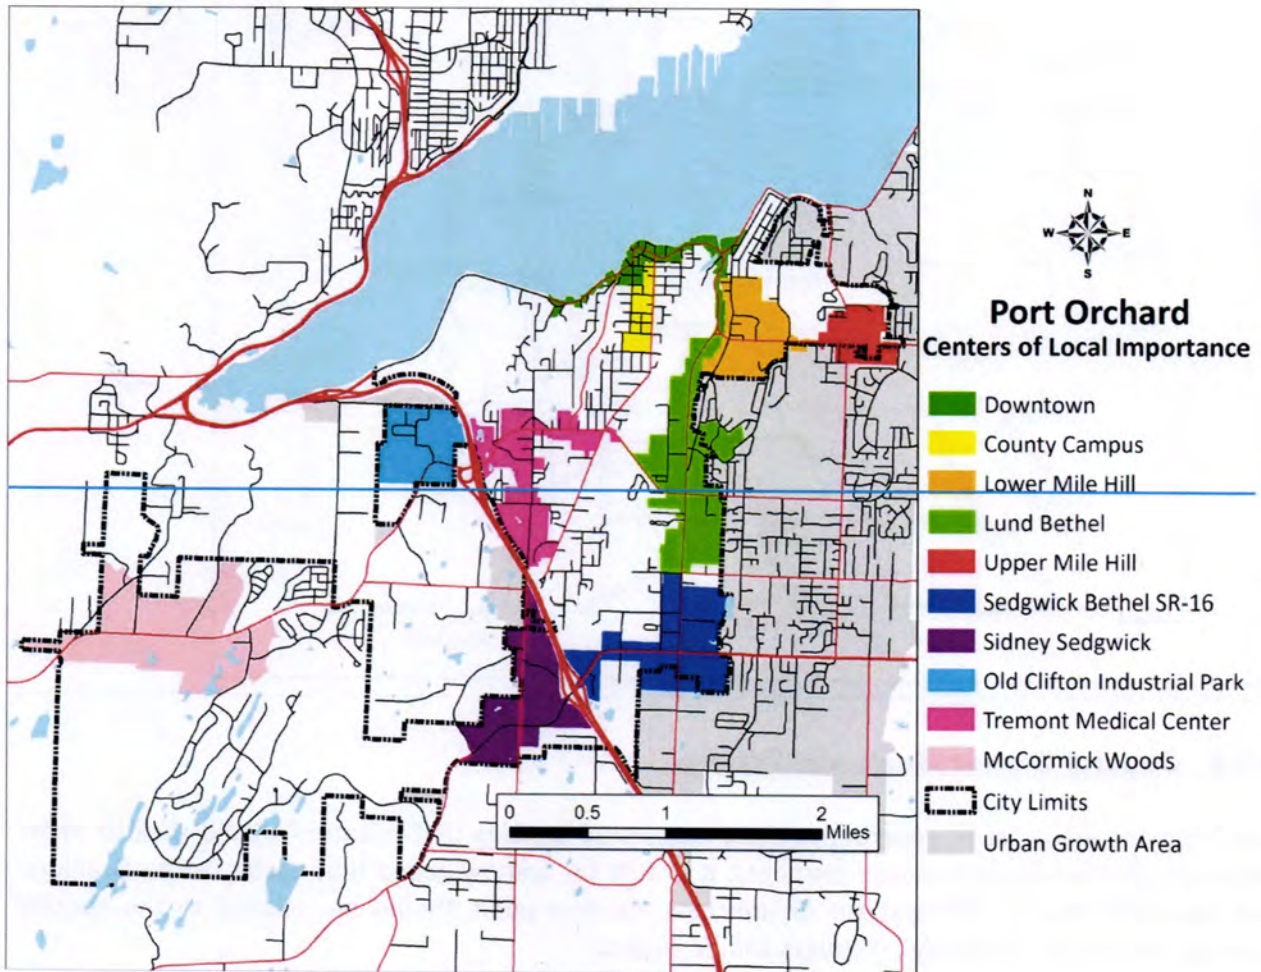 N
W E
S
Port Orchard
Centers of Local Importance
Downtown
County Campus
Lower Mile Hill
Lund Bethel
Upper Mile Hill
Sedgwick Bethel SR-16
Sidney Sedgwick
Old Clifton Industrial Park
Tremont Medical Center
McCormick Woods
City Limits
Urban Growth Area
0 0.5 1 2
Miles